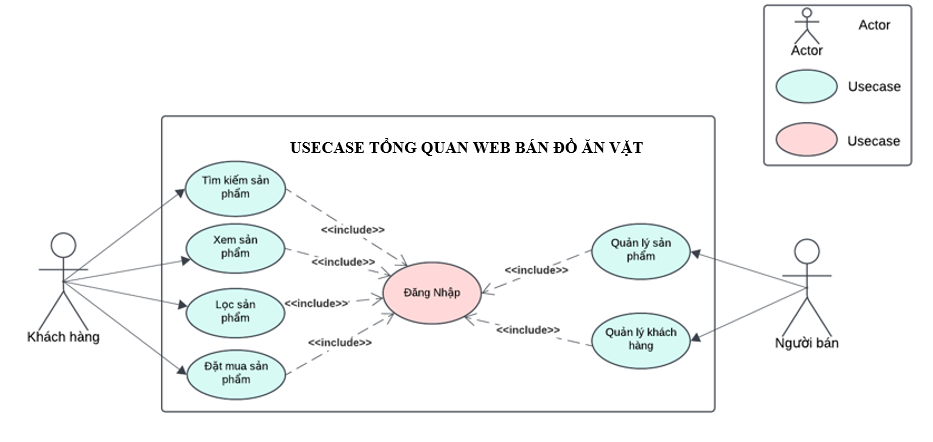 Actor
Actor
Usecase
Usecase
USECASE TỔNG QUAN WEB BÁN ĐỒ ĂN VẶT
Tìm kiếm sản
phẩm
<<include>>
Xem sản
phẩm
<<include>>
Quản lý sản
phẩm
<<include>>
Lọc sản
phẩm
<<include>>
Đăng Nhập
Khách hàng
Đặt mua sản
phẩm
<<include>>
Quản lý khách
hàng
<<include>>
Người bán